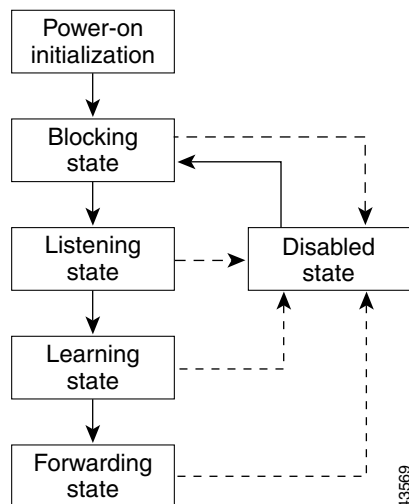 Power-on
initialization
Blocking
state
Listening
state
Disabled
state
Learning
state
Forwarding
state
43569